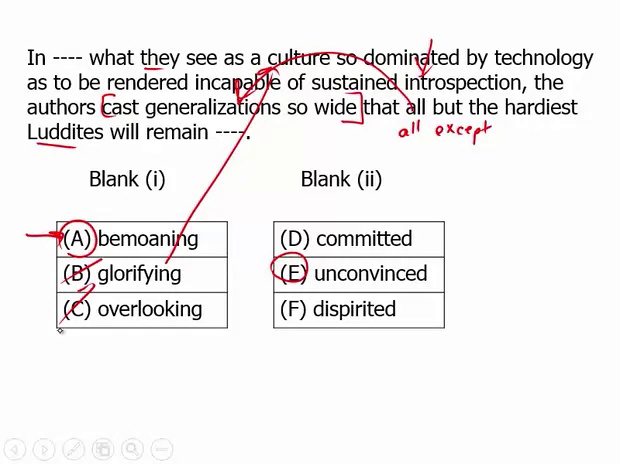 In ---- what they see as a culture so dominated by technology
as to be rendered incapable of sustained introspection, the
authors cast generalizations so wide that all but the hardiest
all except
Luddites will remain ----.
Blank (i) Blank (ii)
(A) bemoaning (D) committed
(B) glorifying (E) unconvinced
(C) overlooking (F) dispirited